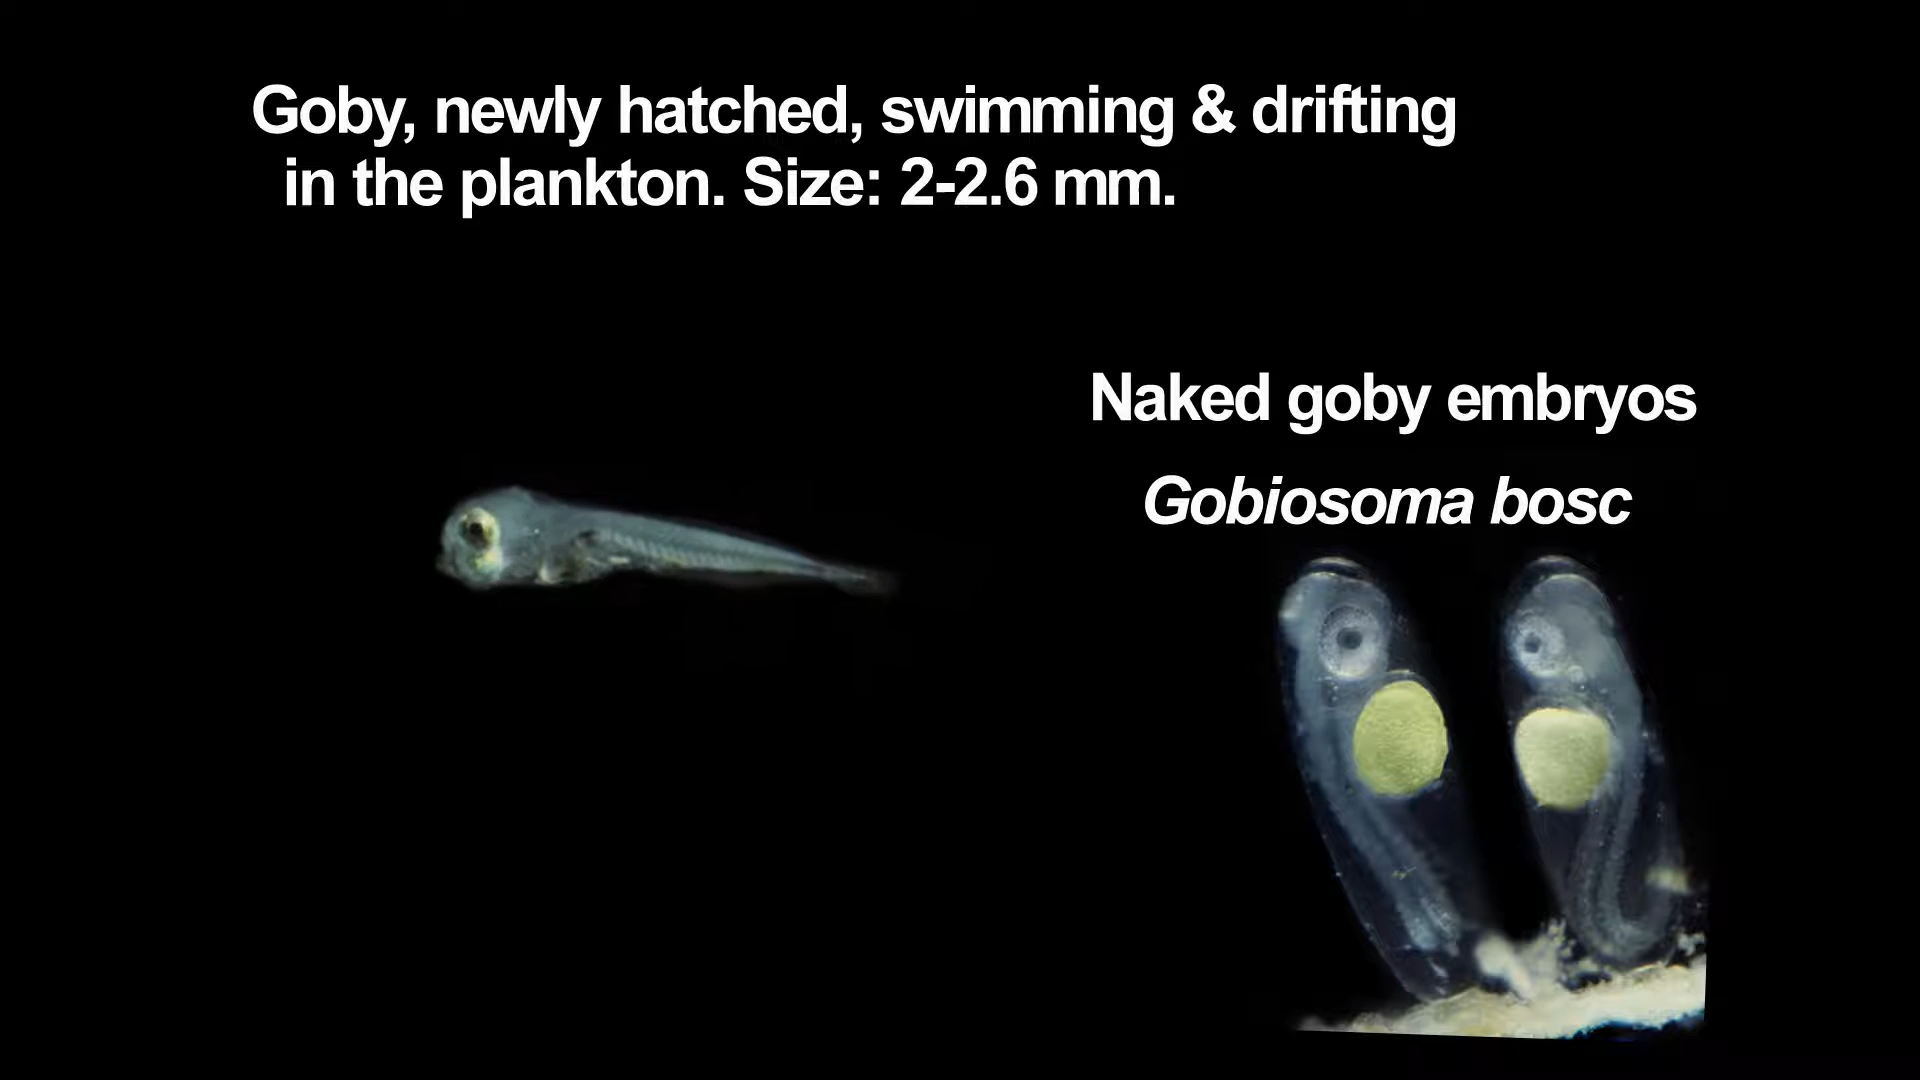 Goby, newly hatched, swimming & drifting
in the plankton. Size: 2-2.6 mm.
Naked goby embryos
Gobiosoma bosc